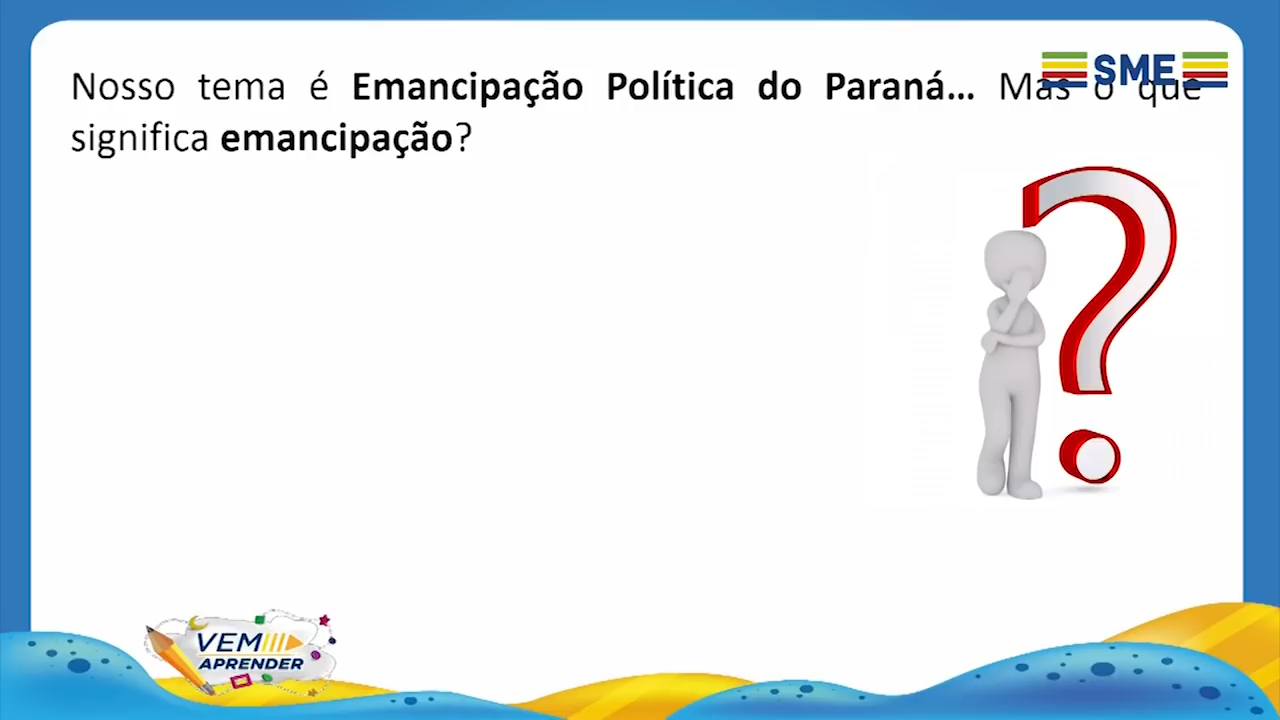 Nosso tema é Emancipação Política do Paraná... Mas o que
significa emancipação?
SME
VEM
APRENDER